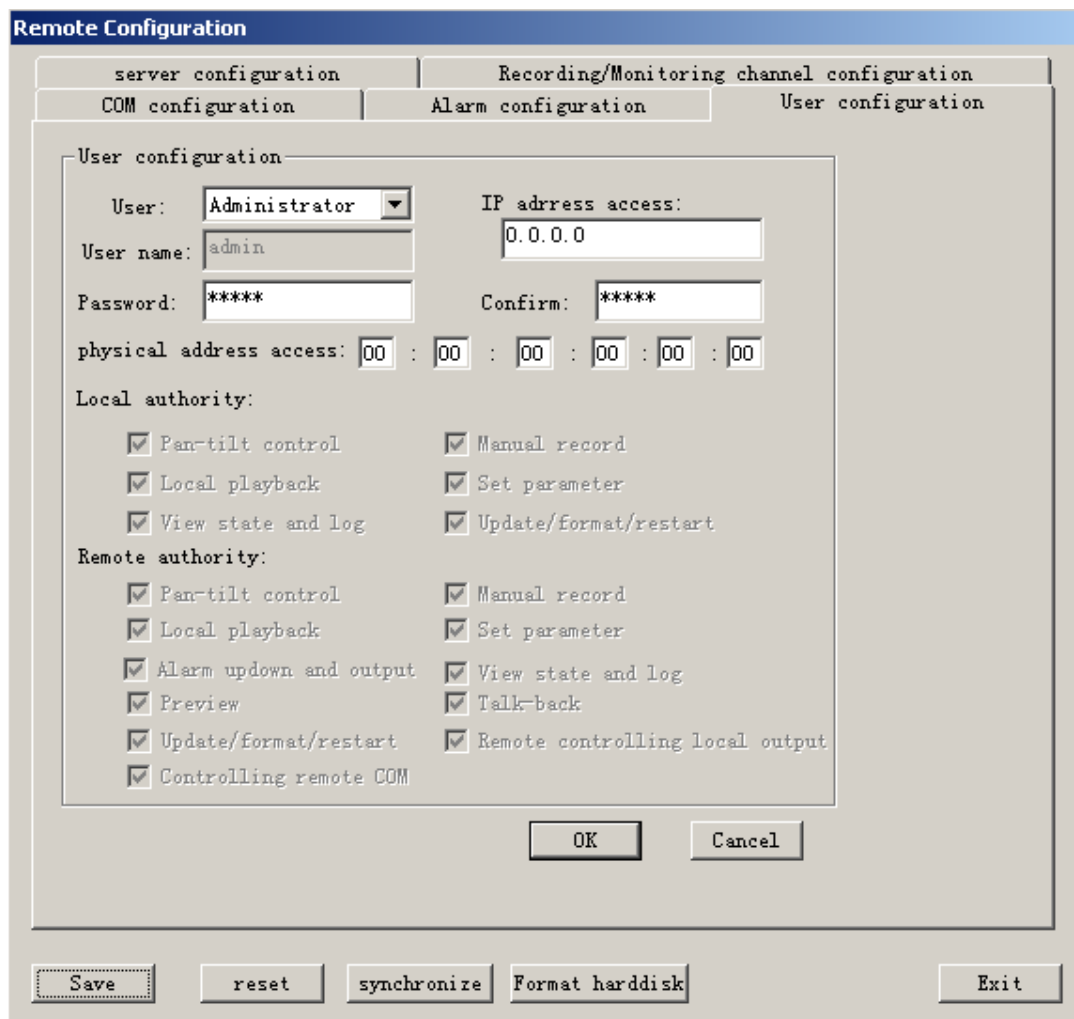 Remote Configuration
server configuration Recording/Monitoring channel configuration
COM configuration Alarm configuration User configuration
User configuration
User: Administrator IP adrress access:
User name: admin 0.0.0.0
Password: ***** Confirm: *****
physical address access: 00 : 00 : 00 : 00 : 00 : 00
Local authority:
Pan-tilt control Manual record
Local playback Set parameter
View state and log Update/format/restart
Remote authority:
Pan-tilt control Manual record
Local playback Set parameter
Alarm updown and output View state and log
Preview Talk-back
Update/format/restart Remote controlling local output
Controlling remote COM
OK Cancel
Save reset synchronize Format harddisk Exit